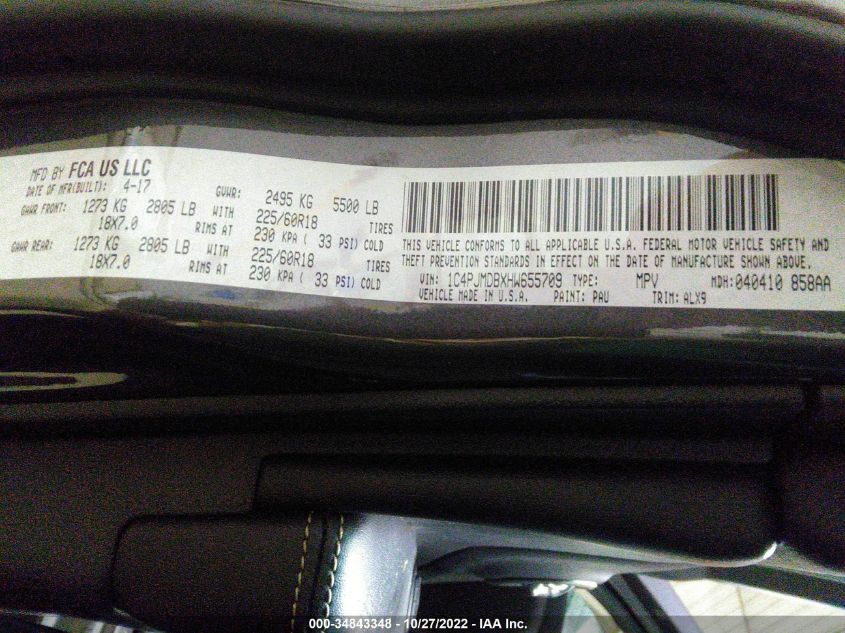 MFD BY FCA US LLC
DATE OF MFR(BUILT): 4-17 GVWR: 2495 KG 5500 LB
GAWR FRONT: 1273 KG 2805 LB WITH 225/60R18 TIRES
18X7.0 RIMS AT 230 KPA ( 33 PSI) COLD
GAWR REAR: 1273 KG 2805 LB WITH 225/60R18 TIRES
18X7.0 RIMS AT 230 KPA ( 33 PSI) COLD
THIS VEHICLE CONFORMS TO ALL APPLICABLE U.S.A. FEDERAL MOTOR VEHICLE SAFETY AND
THEFT PREVENTION STANDARDS IN EFFECT ON THE DATE OF MANUFACTURE SHOWN ABOVE.
VIN: 1C4PJMDBXHW655709 TYPE: MPV MDH:040410 858AA
VEHICLE MADE IN U.S.A. PAINT: PAU TRIM: ALX9
000-34843348 - 10/27/2022 - IAA Inc.